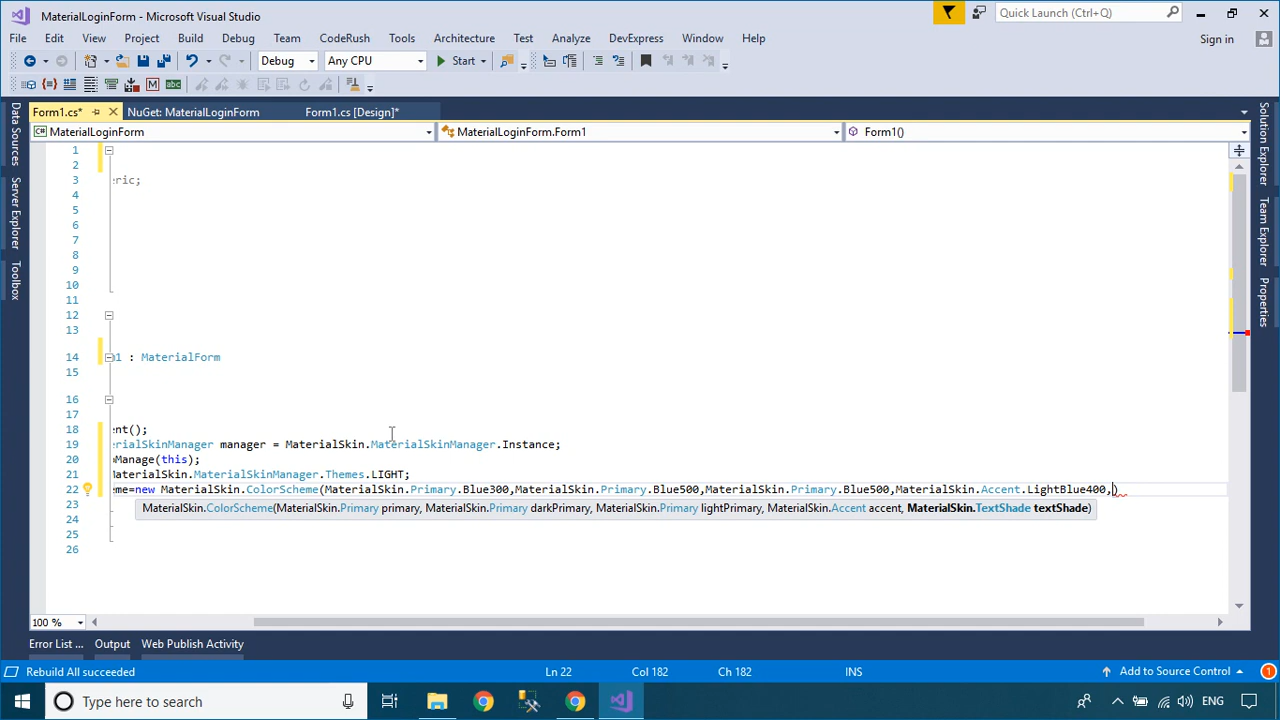 MaterialLoginForm - Microsoft Visual Studio
Quick Launch (Ctrl+Q)
File Edit View Project Build Debug Team CodeRush Tools Architecture Test Analyze DevExpress Window Help
Sign in
Debug Any CPU Start
Form1.cs* NuGet: MaterialLoginForm Form1.cs [Design]*
MaterialLoginForm MaterialLoginForm.Form1 Form1()
Data Sources
Server Explorer
Toolbox
Solution Explorer
Team Explorer
Properties
1
2
3 eric;
4
5
6
7
8
9
10
11
12
13
14 n1 : MaterialForm
15
16
17
18 ent();
19 erialSkinManager manager = MaterialSkin.MaterialSkinManager.Instance;
20 oManage(this);
21 MaterialSkin.MaterialSkinManager.Themes.LIGHT;
22 eme=new MaterialSkin.ColorScheme(MaterialSkin.Primary.Blue300,MaterialSkin.Primary.Blue500,MaterialSkin.Primary.Blue500,MaterialSkin.Accent.LightBlue400,)
23 MaterialSkin.ColorScheme(MaterialSkin.Primary primary, MaterialSkin.Primary darkPrimary, MaterialSkin.Primary lightPrimary, MaterialSkin.Accent accent, MaterialSkin.TextShade textShade)
24
25
26
100 %
Error List ... Output Web Publish Activity
Rebuild All succeeded Ln 22 Col 182 Ch 182 INS Add to Source Control 1
Type here to search ENG